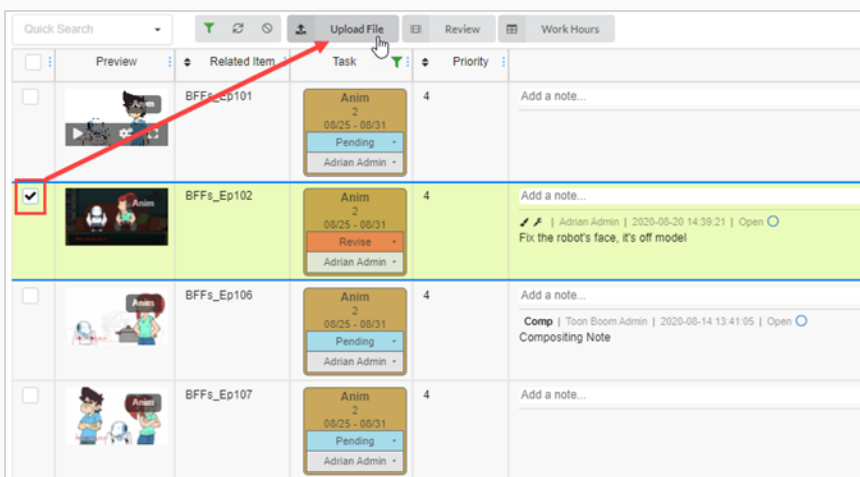 Quick Search
Upload File
Review
Work Hours
Preview
Related Item
Task
Priority
Anim
BFFs_Ep101
Anim
2
08/25 - 08/31
Pending
Adrian Admin
4
Add a note...
Anim
BFFs_Ep102
Anim
2
08/25 - 08/31
Revise
Adrian Admin
4
Add a note...
| Adrian Admin | 2020-08-20 14:39:21 | Open
Fix the robot's face, it's off model
Anim
BFFs_Ep106
Anim
2
08/25 - 08/31
Pending
Adrian Admin
4
Add a note...
Comp | Toon Boom Admin | 2020-08-14 13:41:05 | Open
Compositing Note
Anim
BFFs_Ep107
Anim
2
08/25 - 08/31
Pending
Adrian Admin
4
Add a note...